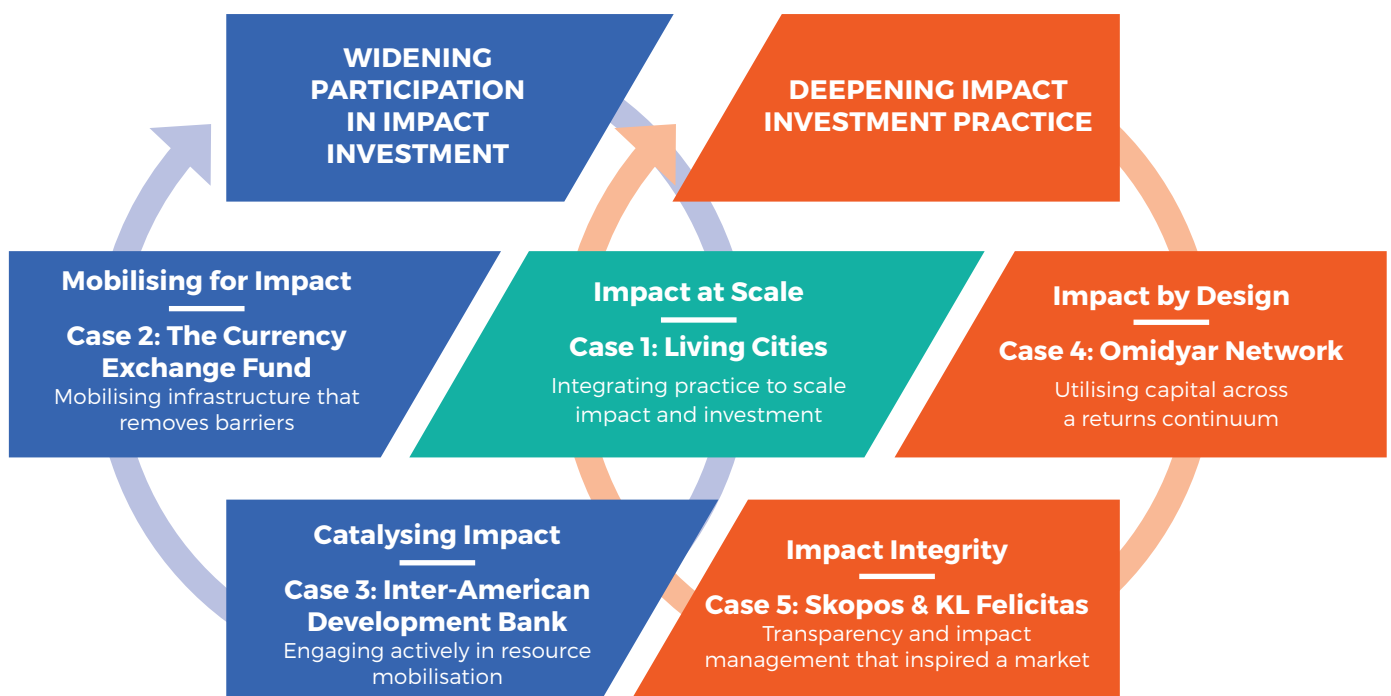 WIDENING
PARTICIPATION
IN IMPACT
INVESTMENT
DEEPENING IMPACT
INVESTMENT PRACTICE
Mobilising for Impact
Case 2: The Currency
Exchange Fund
Mobilising infrastructure that
removes barriers
Impact at Scale
Case 1: Living Cities
Integrating practice to scale
impact and investment
Impact by Design
Case 4: Omidyar Network
Utilising capital across
a returns continuum
Catalysing Impact
Case 3: Inter-American
Development Bank
Engaging actively in resource
mobilisation
Impact Integrity
Case 5: Skopos & KL Felicitas
Transparency and impact
management that inspired a market